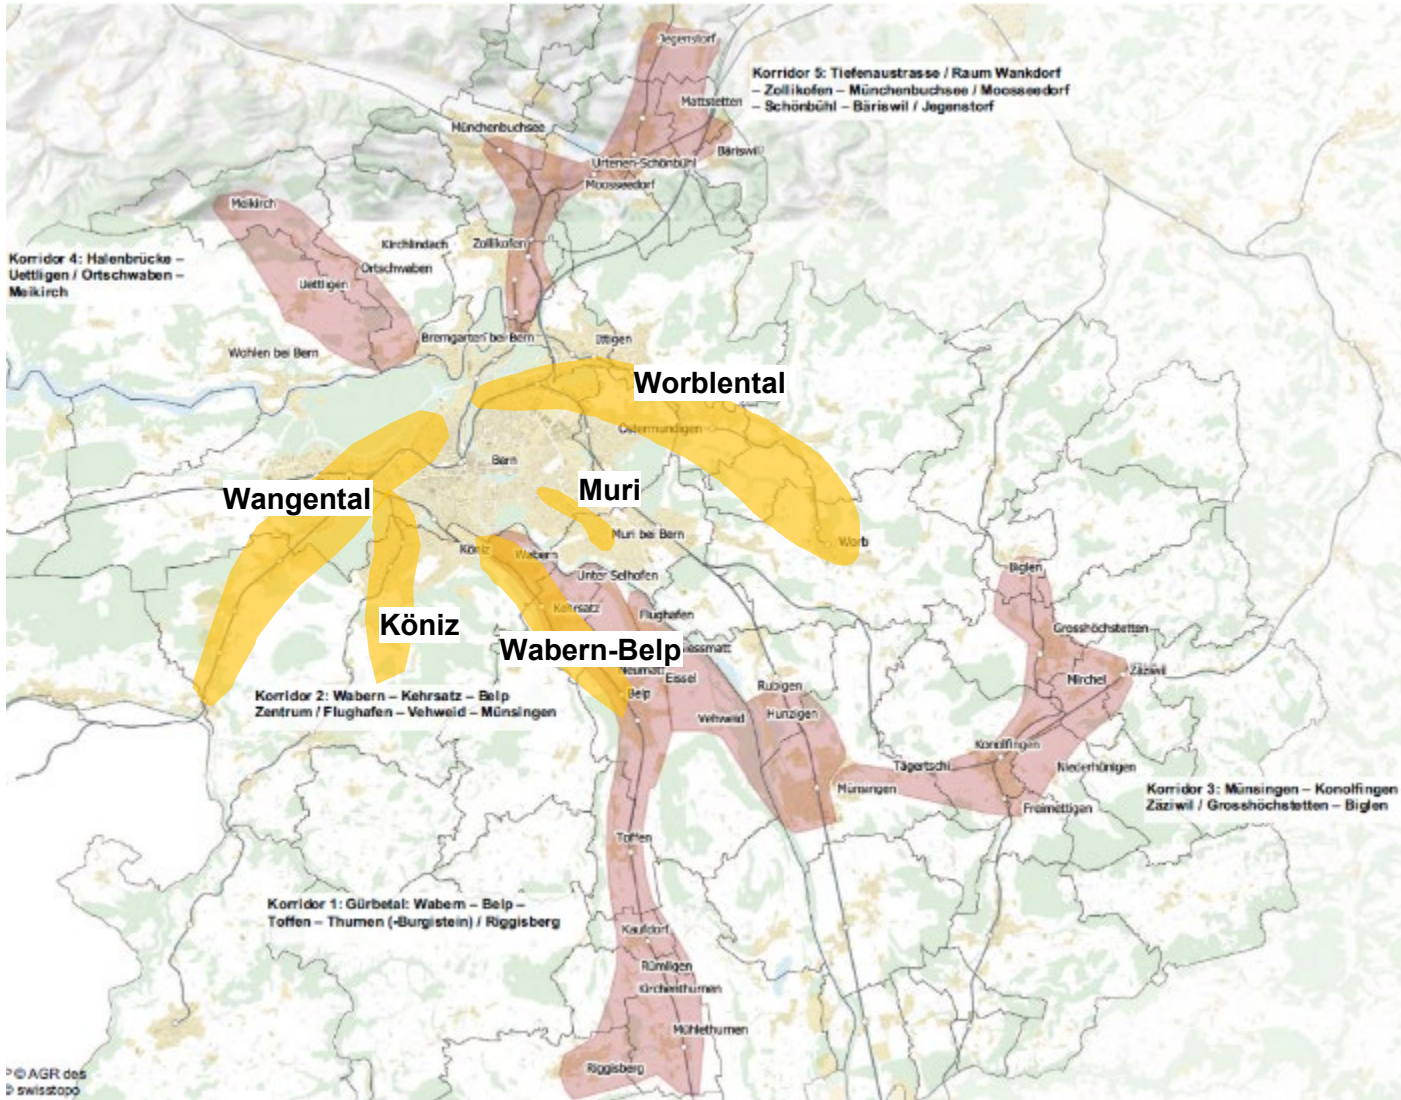 Jegenstorf
Korridor 5: Tiefenaustrasse / Raum Wankdorf
– Zollikofen – Münchenbuchsee / Moosseedorf
– Schönbühl – Bäriswil / Jegenstorf
Mattstetten
Münchenbuchsee
Bäriswil
Urtenen-Schönbühl
Moosseedorf
Meikirch
Kirchlindach
Zollikofen
Korridor 4: Halenbrücke –
Uettligen / Ortschwaben –
Meikirch
Ortschwaben
Uettligen
Bremgarten bei Bern
Ittigen
Wohlen bei Bern
Worblental
Ostermundigen
Bern
Wangental
Muri
Muri bei Bern
Worb
Köniz
Wabern
Unter Selhofen
Biglen
Kehrsatz
Flughafen
Köniz
Grosshöchstetten
Wabern-Belp
iessmatt
Neumatt
Eissel
Zäziwil
Mirchel
Rubigen
Korridor 2: Wabern – Kehrsatz – Belp
Zentrum / Flughafen – Vehweid – Münsingen
Belp
Vehweid
Hunzigen
Konolfingen
Tägertschi
Niederhünigen
Münsingen
Korridor 3: Münsingen – Konolfingen
Zäziwil / Grosshöchstetten – Biglen
Freimettigen
Toffen
Korridor 1: Gürbetal: Wabern – Belp –
Toffen – Thurnen (-Burgistein) / Riggisberg
Kaufdorf
Rümligen
Kirchenthurnen
Mühlethurnen
Riggisberg
P © AGR des
© swisstopo